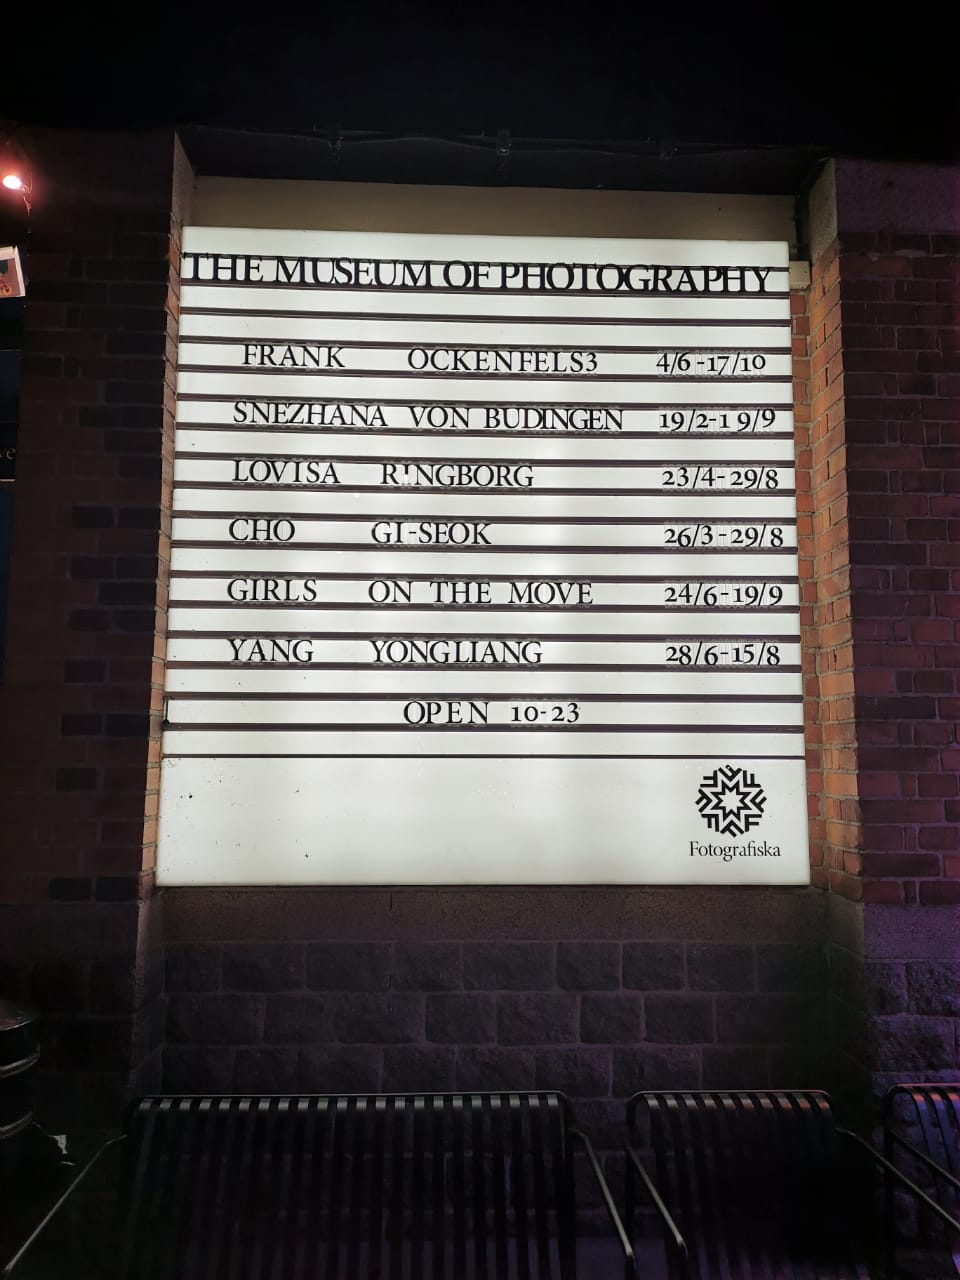 THE MUSEUM OF PHOTOGRAPHY
FRANK OCKENFELS3 4/6-17/10
SNEZHANA VON BUDINGEN 19/2-1 9/9
LOVISA RINGBORG 23/4-29/8
CHO GI-SEOK 26/3-29/8
GIRLS ON THE MOVE 24/6-19/9
YANG YONGLIANG 28/6-15/8
OPEN 10-23
Fotografiska